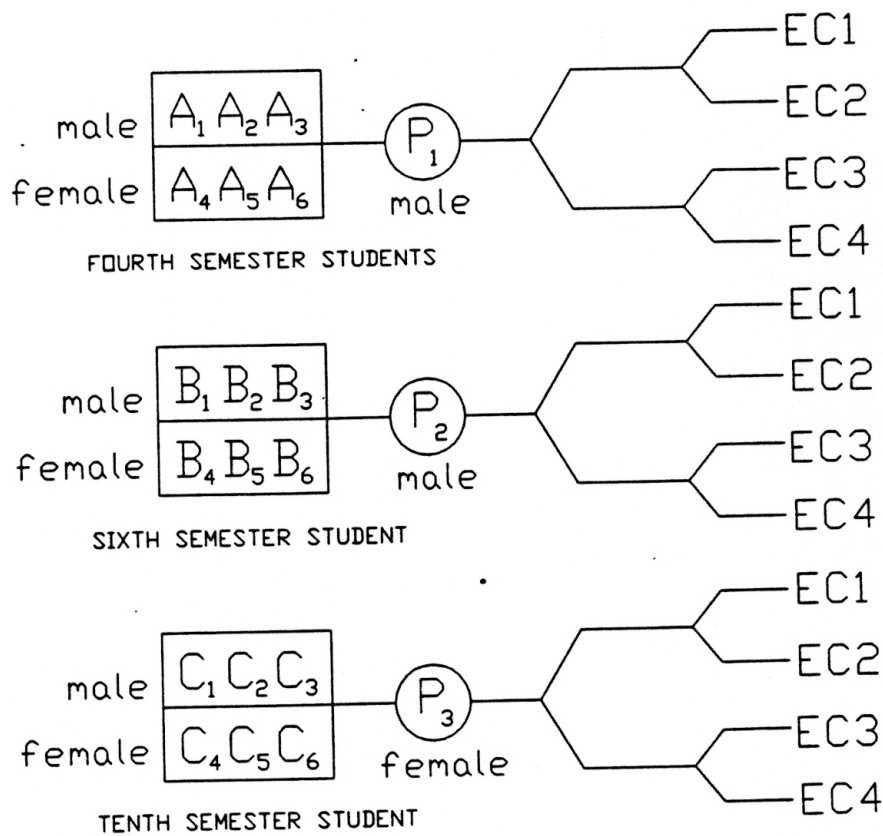 EC1
male A₁ A₂ A₃
EC2
P₁
female A₄ A₅ A₆
EC3
male
EC4
FOURTH SEMESTER STUDENTS
EC1
male B₁ B₂ B₃
EC2
P₂
female B₄ B₅ B₆
EC3
male
EC4
SIXTH SEMESTER STUDENT
EC1
male C₁ C₂ C₃
EC2
P₃
female C₄ C₅ C₆
EC3
female
EC4
TENTH SEMESTER STUDENT